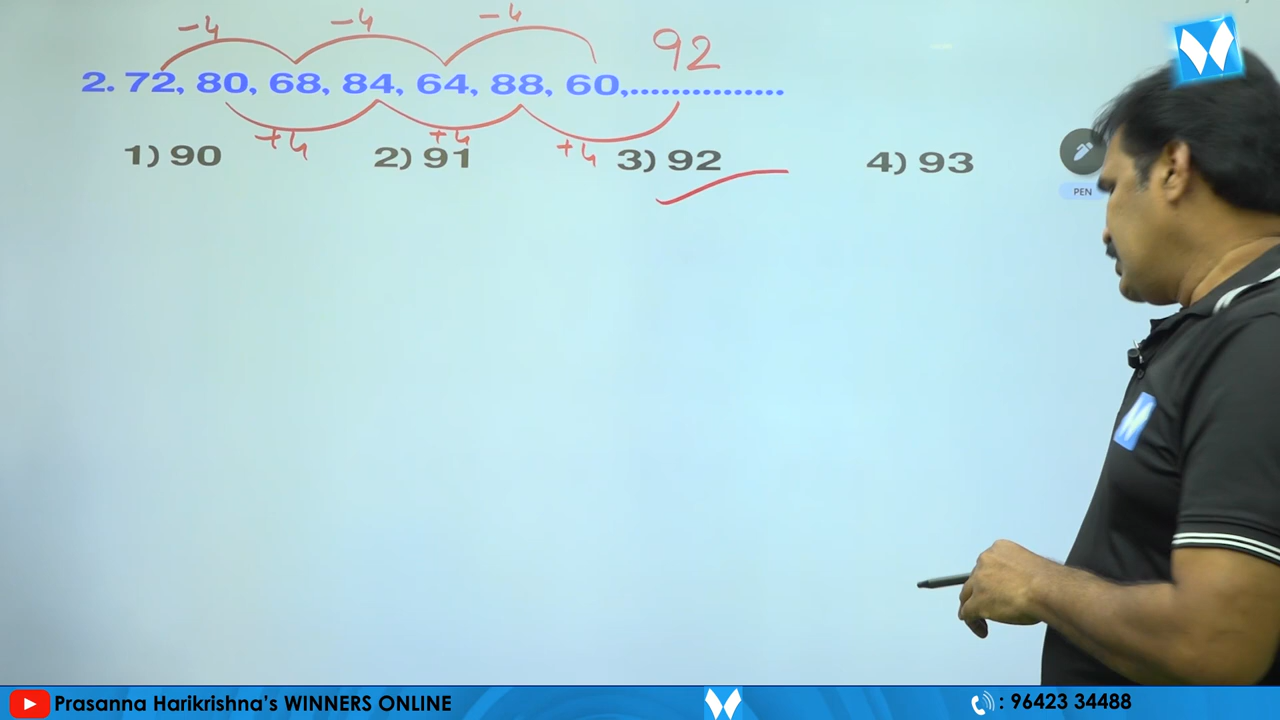 -4 -4 -4
92
2. 72, 80, 68, 84, 64, 88, 60,...............
+4 +4 +4
1) 90 2) 91 3) 92 4) 93
PEN
Prasanna Harikrishna's WINNERS ONLINE : 96423 34488